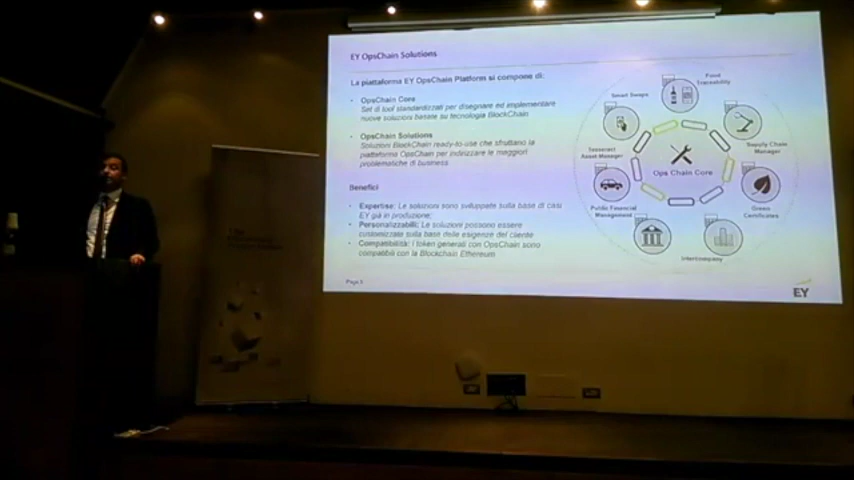 EY OpsChain Solutions
La piattaforma EY OpsChain Platform si compone di:
• OpsChain Core
Set di tool standardizzati per disegnare ed implementare
nuove soluzioni basate su tecnologia BlockChain
• OpsChain Solutions
Soluzioni BlockChain ready-to-use che sfruttano la
piattaforma OpsChain per indirizzare le maggiori
problematiche di business
Benefici
• Expertise: Le soluzioni sono sviluppate sulla base di casi
EY già in produzione;
• Personalizzabili: Le soluzioni possono essere
customizzate sulla base delle esigenze del cliente
• Compatibilità: I token generati con OpsChain sono
compatibili con la Blockchain Ethereum
Page 5
Food
Traceability
Smart Swaps
Supply Chain
Manager
Tesseract
Asset Manager
Ops Chain Core
Green
Certificates
Public Financial
Management
Intercompany
EY